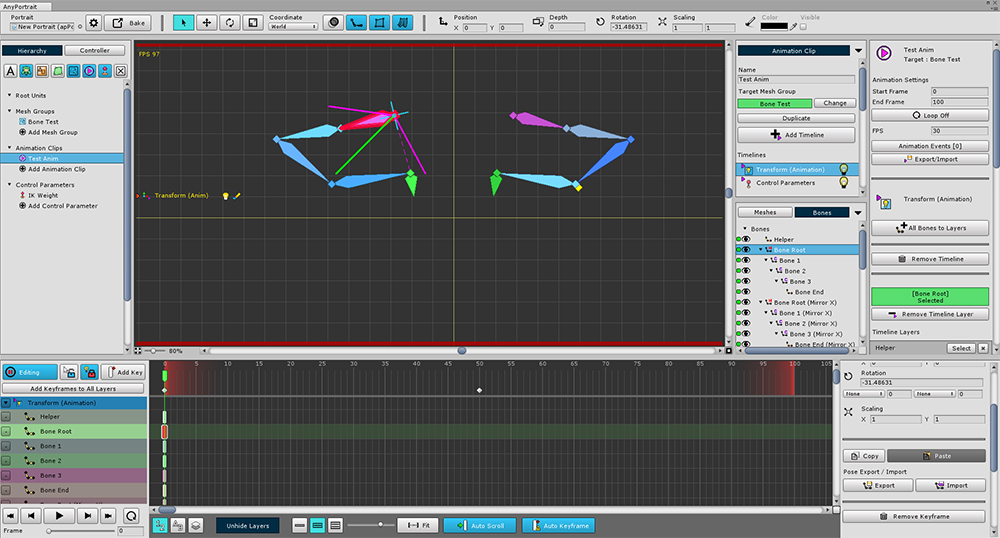 AnyPortrait
Portrait
New Portrait (apPo
Bake
Coordinate
World
Position
X 0 Y 0
Depth
0
Rotation
-31.48631
Scaling
1 1
Color
Visible
Hierarchy
Controller
Root Units
Mesh Groups
Bone Test
Add Mesh Group
Animation Clips
Test Anim
Add Animation Clip
Control Parameters
IK Weight
Add Control Parameter
FPS 97
Transform (Anim)
80%
Animation Clip
Name
Test Anim
Target Mesh Group
Bone Test
Change
Duplicate
Add Timeline
Timelines
Transform (Animation)
Control Parameters
Meshes
Bones
Bones
Helper
Bone Root
Bone 1
Bone 2
Bone 3
Bone End
Bone Root (Mirror X)
Bone 1 (Mirror X)
Bone 2 (Mirror X)
Bone 3 (Mirror X)
Bone End (Mirror X)
Test Anim
Target : Bone Test
Animation Settings
Start Frame 0
End Frame 100
Loop Off
FPS 30
Animation Events [0]
Export/Import
Transform (Animation)
All Bones to Layers
Remove Timeline
[Bone Root]
Selected
Remove Timeline Layer
Timeline Layers
Helper Select
Editing
Add Key
Add Keyframes to All Layers
Transform (Animation)
Helper
Bone Root
Bone 1
Bone 2
Bone 3
Bone End
0 5 10 15 20 25 30 35 40 45 50 55 60 65 70 75 80 85 90 95 100 105
Frame 0
Unhide Layers
Fit
Auto Scroll
Auto Keyframe
Rotation
-31.48631
None 0 None 0
Scaling
X 1 Y 1
Copy
Paste
Pose Export / Import
Export
Import
Remove Keyframe